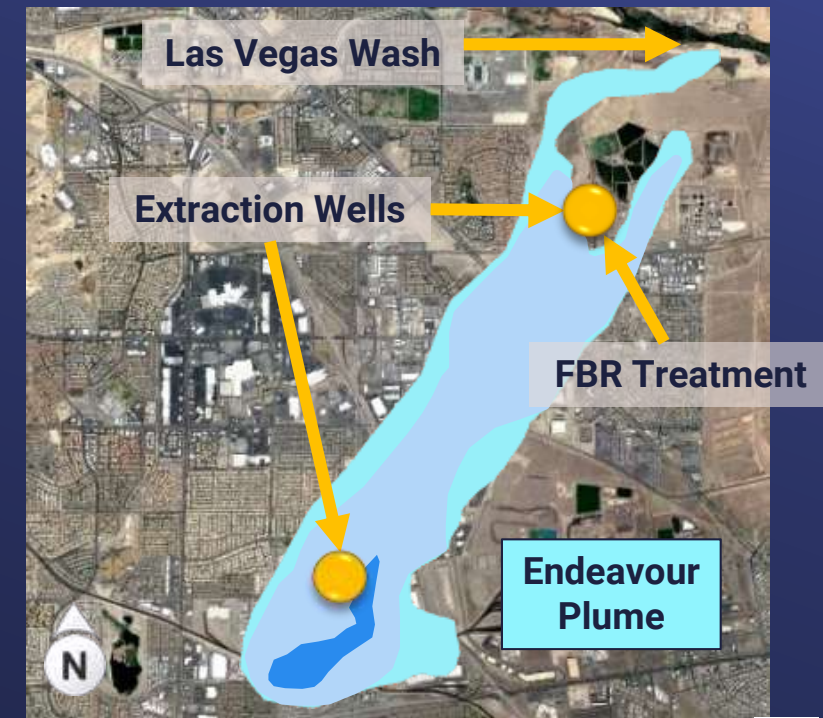 Las Vegas Wash
Extraction Wells
FBR Treatment
Endeavour
Plume
N